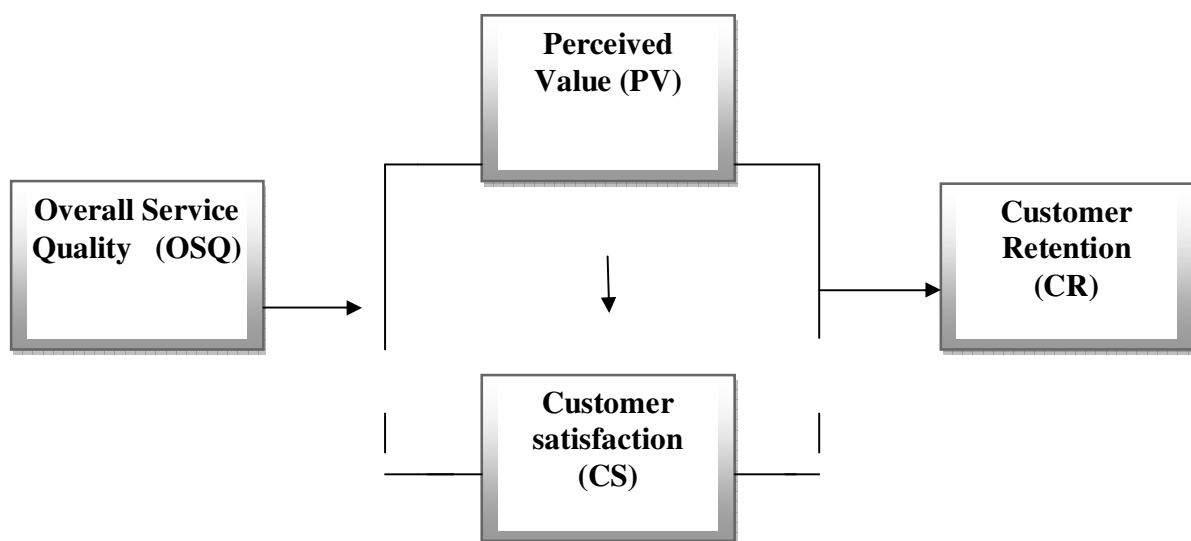 Perceived
Value (PV)
Overall Service
Quality (OSQ)
Customer
Retention
(CR)
Customer
satisfaction
(CS)